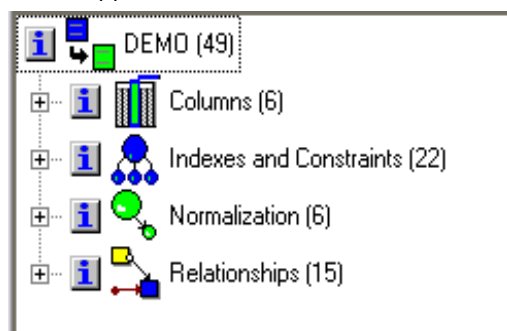 DEMO (49)
Columns (6)
Indexes and Constraints (22)
Normalization (6)
Relationships (15)